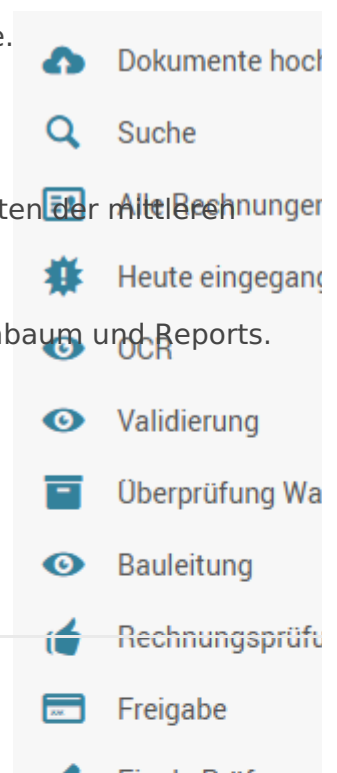 e.
Dokumente hoch
Suche
ten der mittleren
Alle Rechnungen
Heute eingegang
baum und Reports.
OCR
Validierung
Überprüfung Wa
Bauleitung
Rechnungsprüfu
Freigabe